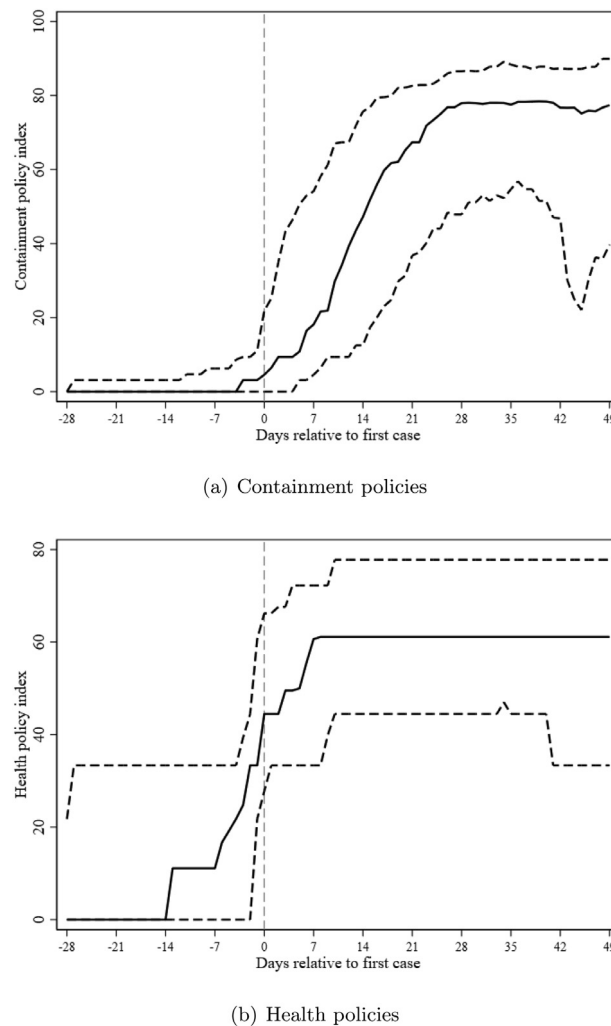 100
80
60
40
20
0
Containment policy index
-28 -21 -14 -7 0 7 14 21 28 35 42 49
Days relative to first case
(a) Containment policies
80
60
40
20
0
Health policy index
-28 -21 -14 -7 0 7 14 21 28 35 42 49
Days relative to first case
(b) Health policies